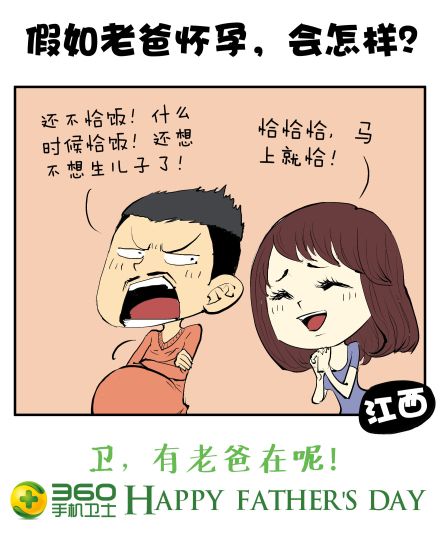 假如老爸怀孕，会怎样？
还不恰饭！什么
时候恰饭！还想
不想生儿子了！
恰恰恰，马
上就恰！
江西
卫，有老爸在呢！
360
手机卫士
HAPPY FATHER'S DAY